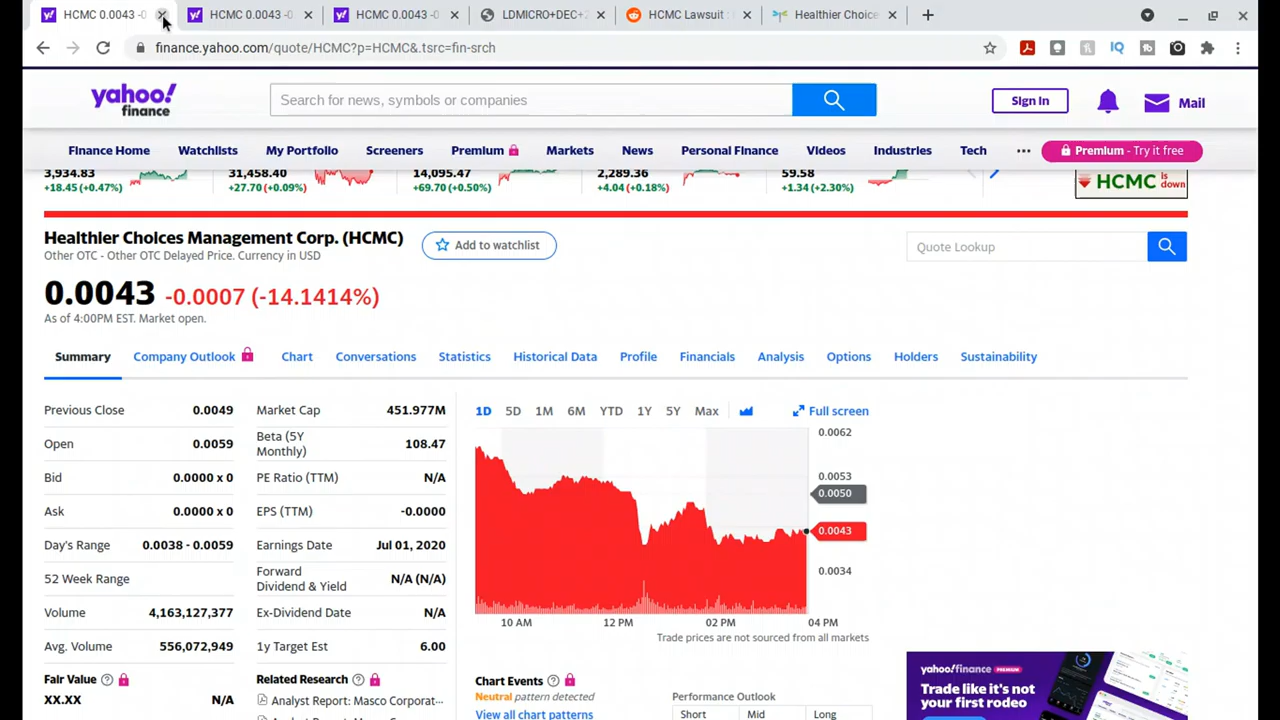 HCMC 0.0043 -0
HCMC 0.0043 -0
HCMC 0.0043 -0
LDMICRO+DEC+2
HCMC Lawsuit :
Healthier Choice
finance.yahoo.com/quote/HCMC?p=HCMC&.tsrc=fin-srch
IQ
yahoo!
finance
Search for news, symbols or companies
Sign in
Mail
Finance Home
Watchlists
My Portfolio
Screeners
Premium
Markets
News
Personal Finance
Videos
Industries
Tech
Premium - Try it free
3,934.83
+18.45 (+0.47%)
31,458.40
+27.70 (+0.09%)
14,095.47
+69.70 (+0.50%)
2,289.36
+4.04 (+0.18%)
59.58
+1.34 (+2.30%)
HCMC is down
Healthier Choices Management Corp. (HCMC)
Other OTC - Other OTC Delayed Price. Currency in USD
Add to watchlist
Quote Lookup
0.0043 -0.0007 (-14.1414%)
As of 4:00PM EST. Market open.
Summary
Company Outlook
Chart
Conversations
Statistics
Historical Data
Profile
Financials
Analysis
Options
Holders
Sustainability
Previous Close 0.0049
Open 0.0059
Bid 0.0000 x 0
Ask 0.0000 x 0
Day's Range 0.0038 - 0.0059
52 Week Range
Volume 4,163,127,377
Avg. Volume 556,072,949
Fair Value
XX.XX N/A
Market Cap 451.977M
Beta (5Y
Monthly) 108.47
PE Ratio (TTM) N/A
EPS (TTM) -0.0000
Earnings Date Jul 01, 2020
Forward
Dividend & Yield N/A (N/A)
Ex-Dividend Date N/A
1y Target Est 6.00
Related Research
Analyst Report: Masco Corporat…
1D 5D 1M 6M YTD 1Y 5Y Max
Full screen
0.0062
0.0053
0.0050
0.0043
0.0034
10 AM 12 PM 02 PM 04 PM
Trade prices are not sourced from all markets
Chart Events
Neutral pattern detected
View all chart patterns
Performance Outlook
Short Mid Long
yahoo!finance PREMIUM
Trade like it's not
your first rodeo